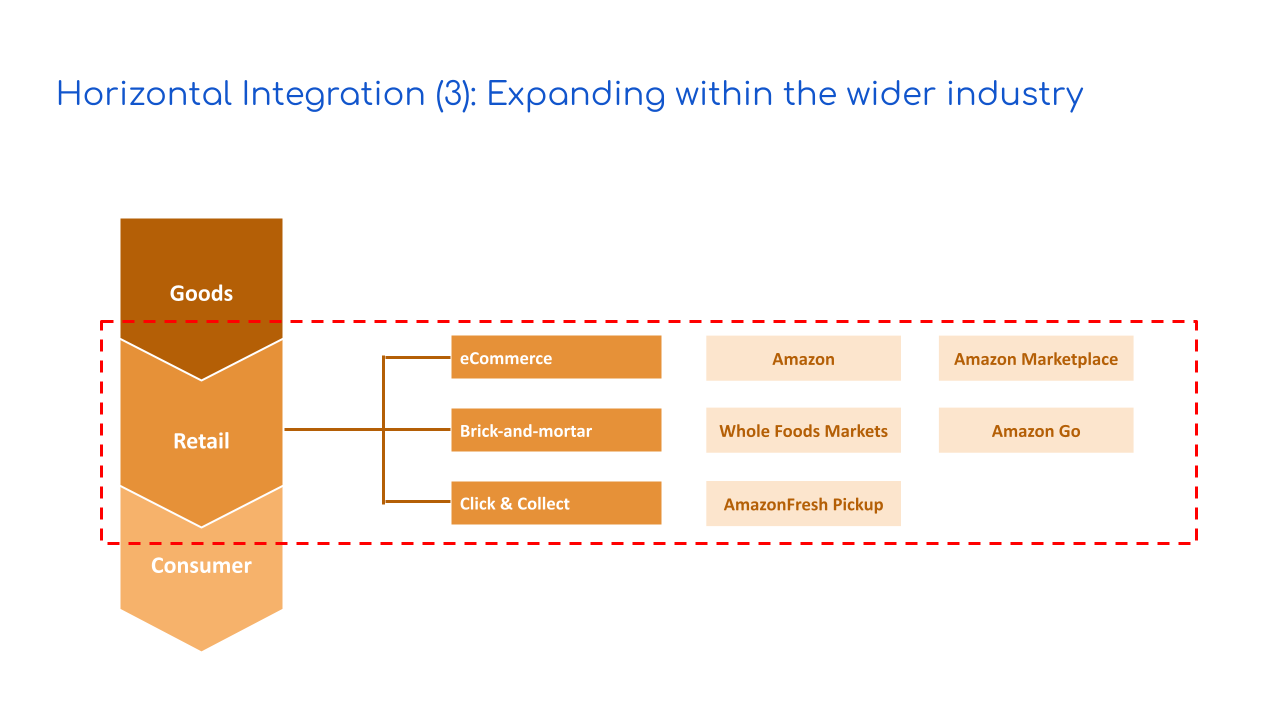 Horizontal Integration (3): Expanding within the wider industry
Goods
Retail
Consumer
eCommerce
Amazon
Amazon Marketplace
Brick-and-mortar
Whole Foods Markets
Amazon Go
Click & Collect
AmazonFresh Pickup